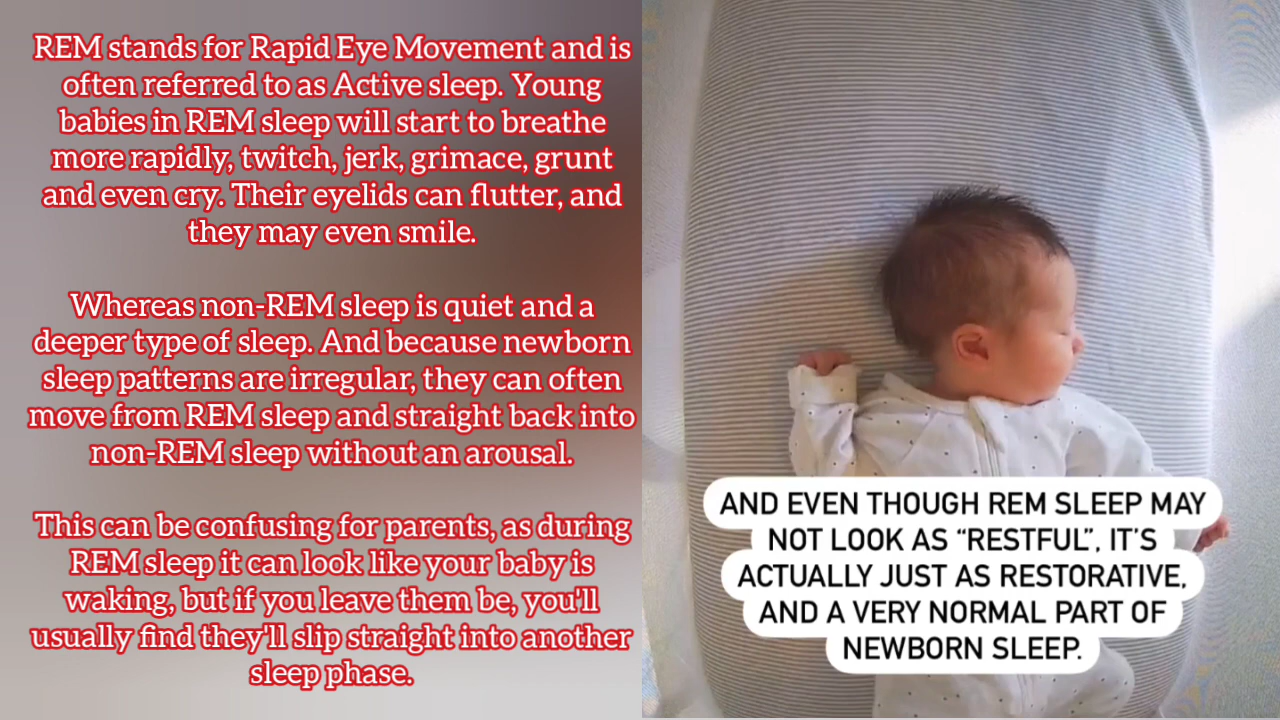 REM stands for Rapid Eye Movement and is
often referred to as Active sleep. Young
babies in REM sleep will start to breathe
more rapidly, twitch, jerk, grimace, grunt
and even cry. Their eyelids can flutter, and
they may even smile.
Whereas non-REM sleep is quiet and a
deeper type of sleep. And because newborn
sleep patterns are irregular, they can often
move from REM sleep and straight back into
non-REM sleep without an arousal.
This can be confusing for parents, as during
REM sleep it can look like your baby is
waking, but if you leave them be, you'll
usually find they'll slip straight into another
sleep phase.
AND EVEN THOUGH REM SLEEP MAY
NOT LOOK AS “RESTFUL”, IT’S
ACTUALLY JUST AS RESTORATIVE,
AND A VERY NORMAL PART OF
NEWBORN SLEEP.